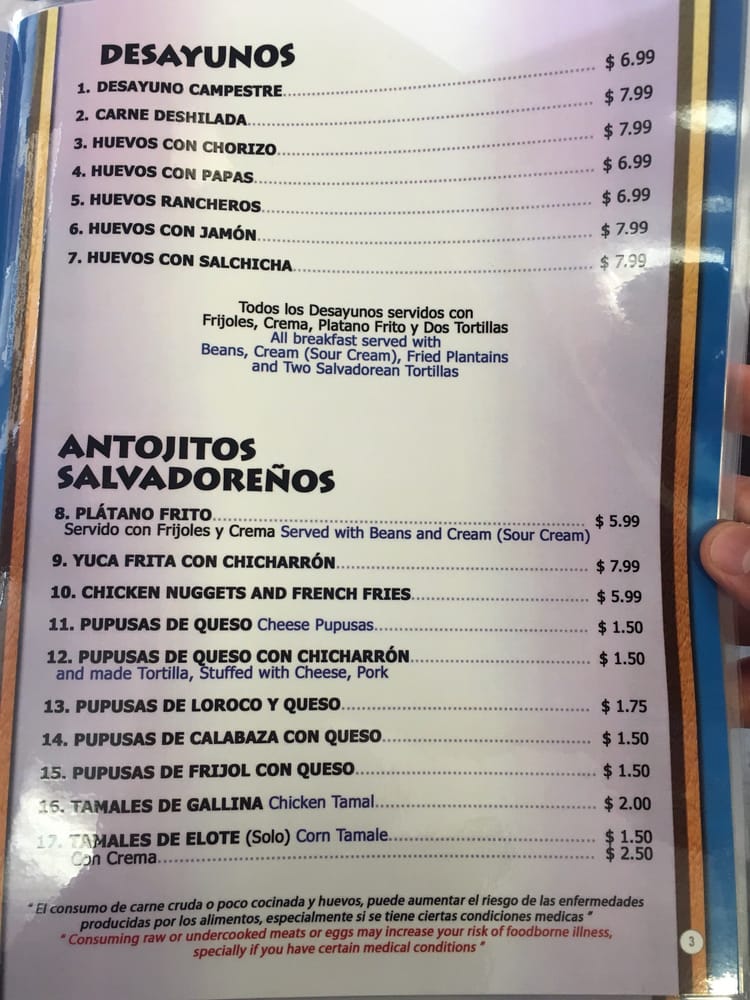 DESAYUNOS
1. DESAYUNO CAMPESTRE $ 6.99
2. CARNE DESHILADA $ 7.99
3. HUEVOS CON CHORIZO $ 7.99
4. HUEVOS CON PAPAS $ 6.99
5. HUEVOS RANCHEROS $ 6.99
6. HUEVOS CON JAMÓN $ 7.99
7. HUEVOS CON SALCHICHA $ 7.99
Todos los Desayunos servidos con
Frijoles, Crema, Platano Frito y Dos Tortillas
All breakfast served with
Beans, Cream (Sour Cream), Fried Plantains
and Two Salvadorean Tortillas
ANTOJITOS
SALVADOREÑOS
8. PLÁTANO FRITO $ 5.99
Servido con Frijoles y Crema Served with Beans and Cream (Sour Cream)
9. YUCA FRITA CON CHICHARRÓN $ 7.99
10. CHICKEN NUGGETS AND FRENCH FRIES $ 5.99
11. PUPUSAS DE QUESO Cheese Pupusas $ 1.50
12. PUPUSAS DE QUESO CON CHICHARRÓN $ 1.50
and made Tortilla, Stuffed with Cheese, Pork
13. PUPUSAS DE LOROCO Y QUESO $ 1.75
14. PUPUSAS DE CALABAZA CON QUESO $ 1.50
15. PUPUSAS DE FRIJOL CON QUESO $ 1.50
16. TAMALES DE GALLINA Chicken Tamal $ 2.00
17. TAMALES DE ELOTE (Solo) Corn Tamale $ 1.50
Con Crema $ 2.50
" El consumo de carne cruda o poco cocinada y huevos, puede aumentar el riesgo de las enfermedades
producidas por los alimentos, especialmente si se tiene ciertas condiciones medicas "
" Consuming raw or undercooked meats or eggs may increase your risk of foodborne illness,
specially if you have certain medical conditions "
3